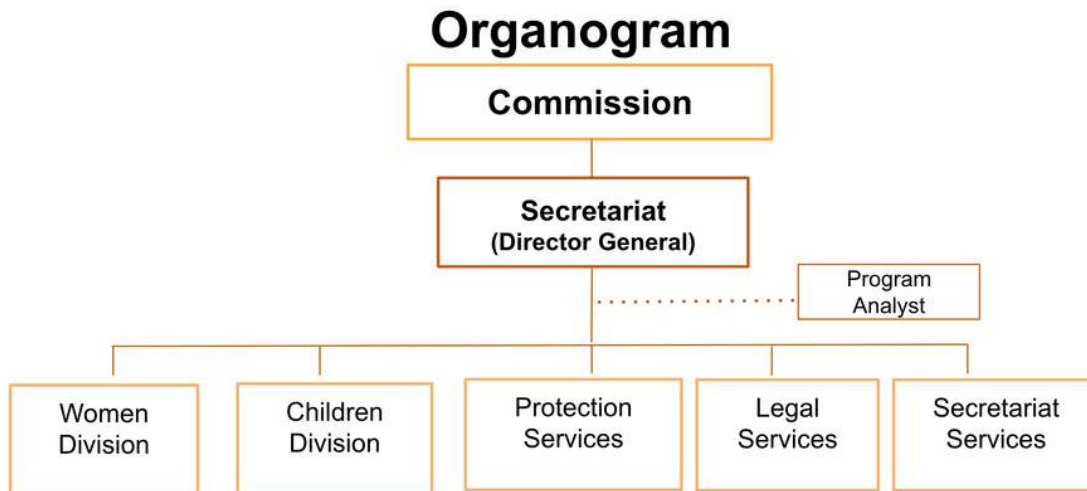 Organogram
Commission
Secretariat
(Director General)
Program
Analyst
Women
Division
Children
Division
Protection
Services
Legal
Services
Secretariat
Services